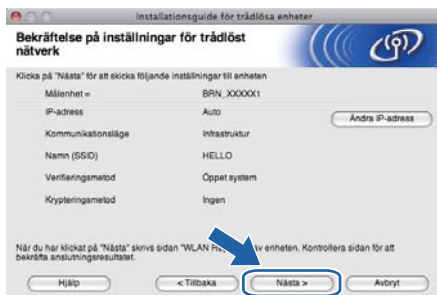 Installationsguide för trådlösa enheter
Bekräftelse på inställningar för trådlöst
nätverk
Klicka på "Nästa" för att skicka följande inställningar till enheten
Målenhet = BRN_XXXXX1
IP-adress Auto
Ändra IP-adress
Kommunikationsläge Infrastruktur
Namn (SSID) HELLO
Verifieringsmetod Öppet system
Krypteringsmetod Ingen
När du har klickat på "Nästa" skrivs sidan "WLAN av enheten. Kontrollera sidan för att
bekräfta anslutningsresultatet.
Hjälp < Tillbaka Nästa > Avbryt